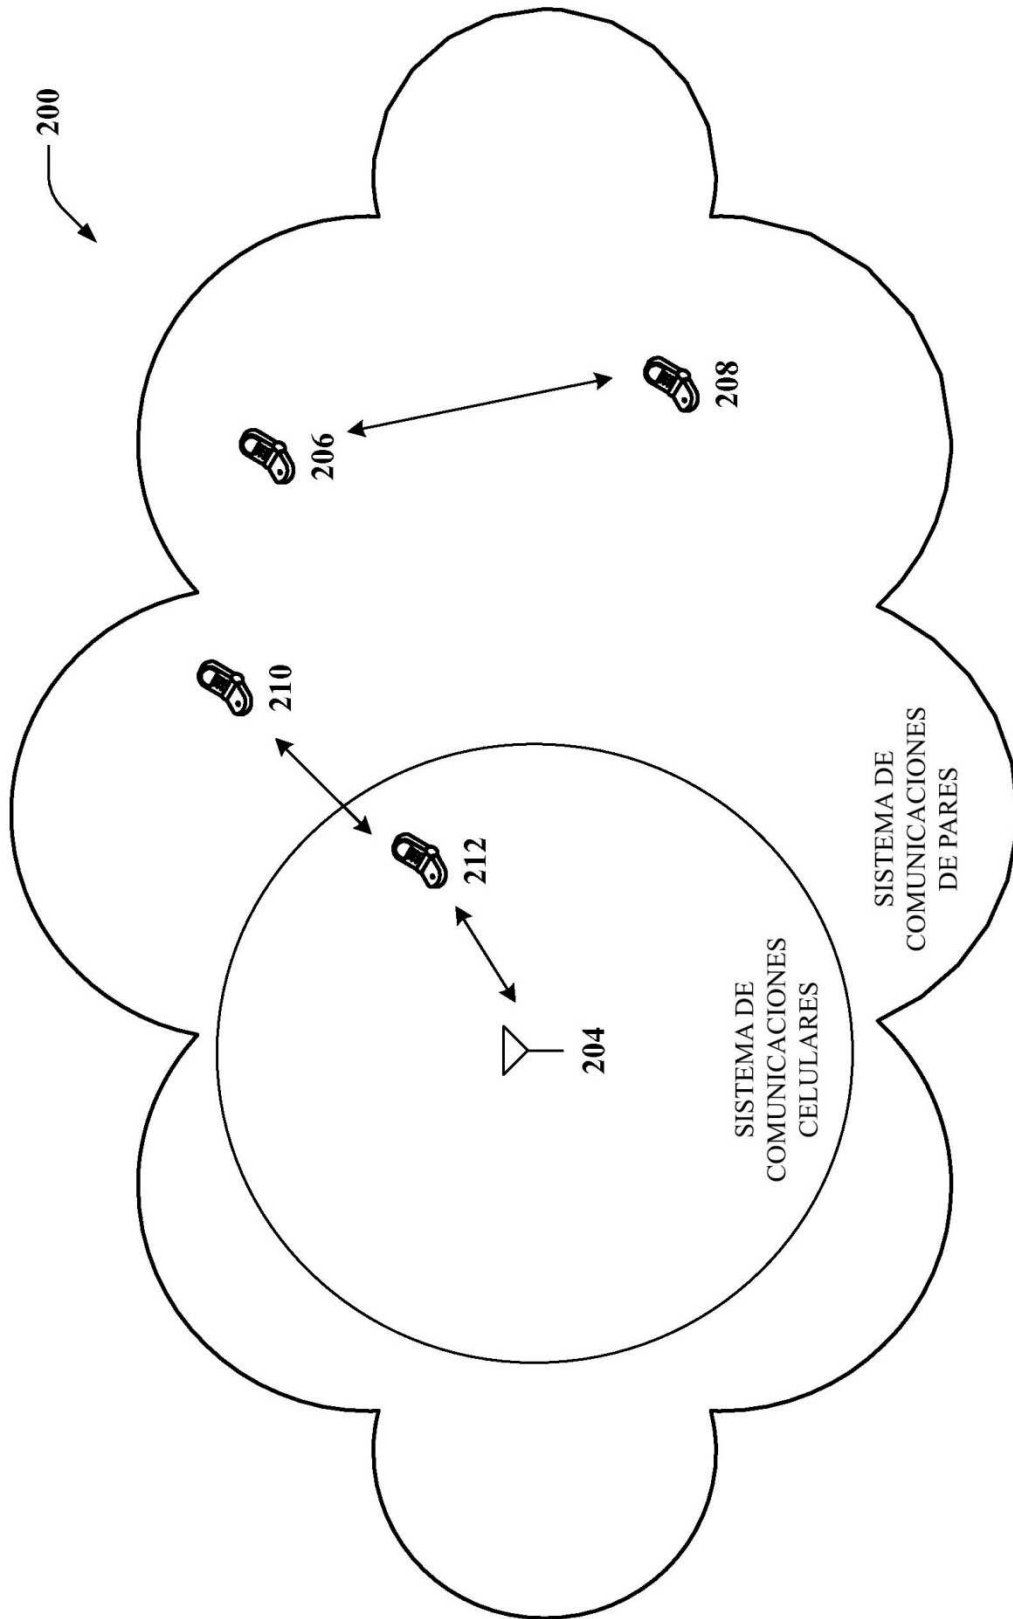 200
206
208
210
212
204
SISTEMA DE
COMUNICACIONES
CELULARES
SISTEMA DE
COMUNICACIONES
DE PARES